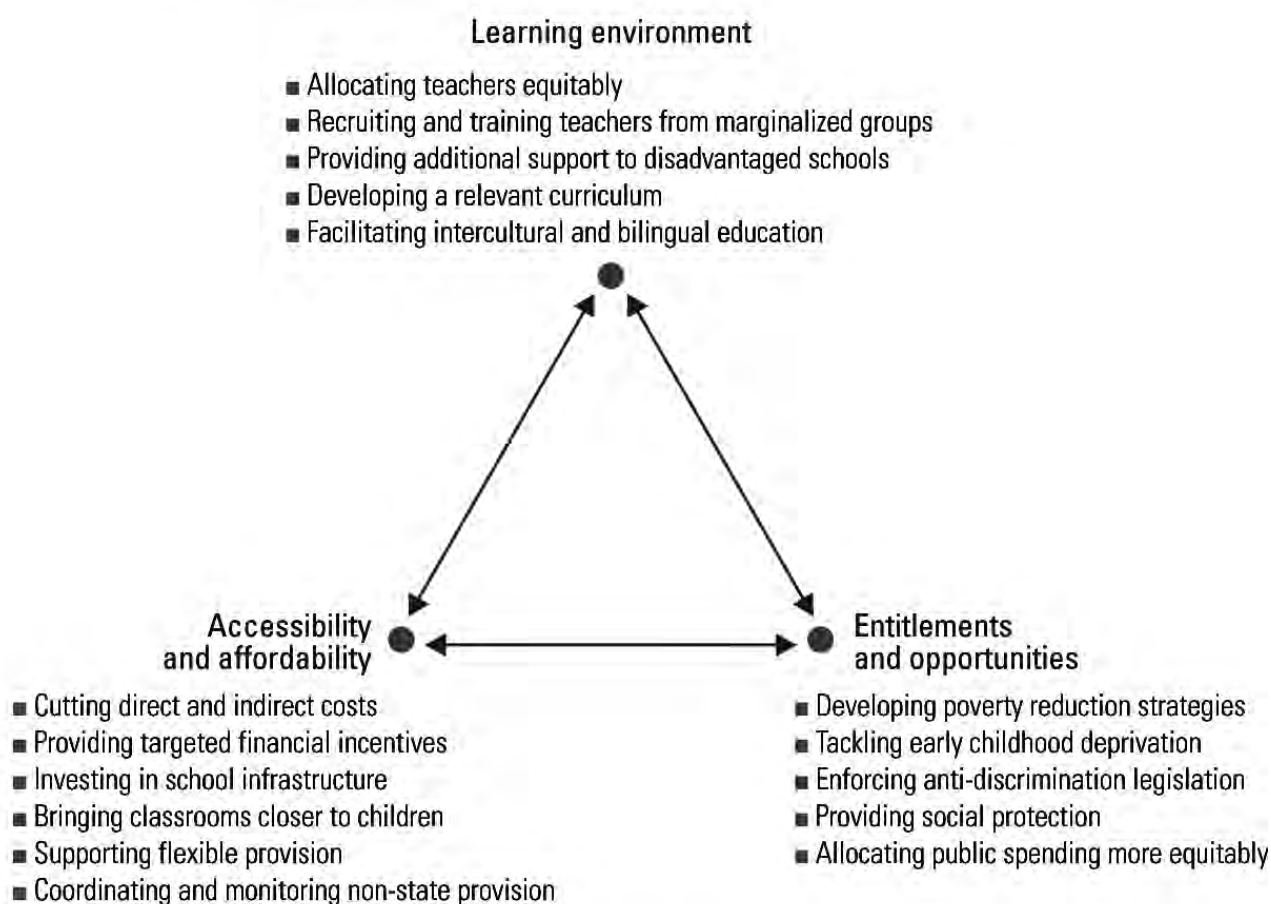 Learning environment
■ Allocating teachers equitably
■ Recruiting and training teachers from marginalized groups
■ Providing additional support to disadvantaged schools
■ Developing a relevant curriculum
■ Facilitating intercultural and bilingual education
Accessibility
and affordability
■ Cutting direct and indirect costs
■ Providing targeted financial incentives
■ Investing in school infrastructure
■ Bringing classrooms closer to children
■ Supporting flexible provision
■ Coordinating and monitoring non-state provision
Entitlements
and opportunities
■ Developing poverty reduction strategies
■ Tackling early childhood deprivation
■ Enforcing anti-discrimination legislation
■ Providing social protection
■ Allocating public spending more equitably